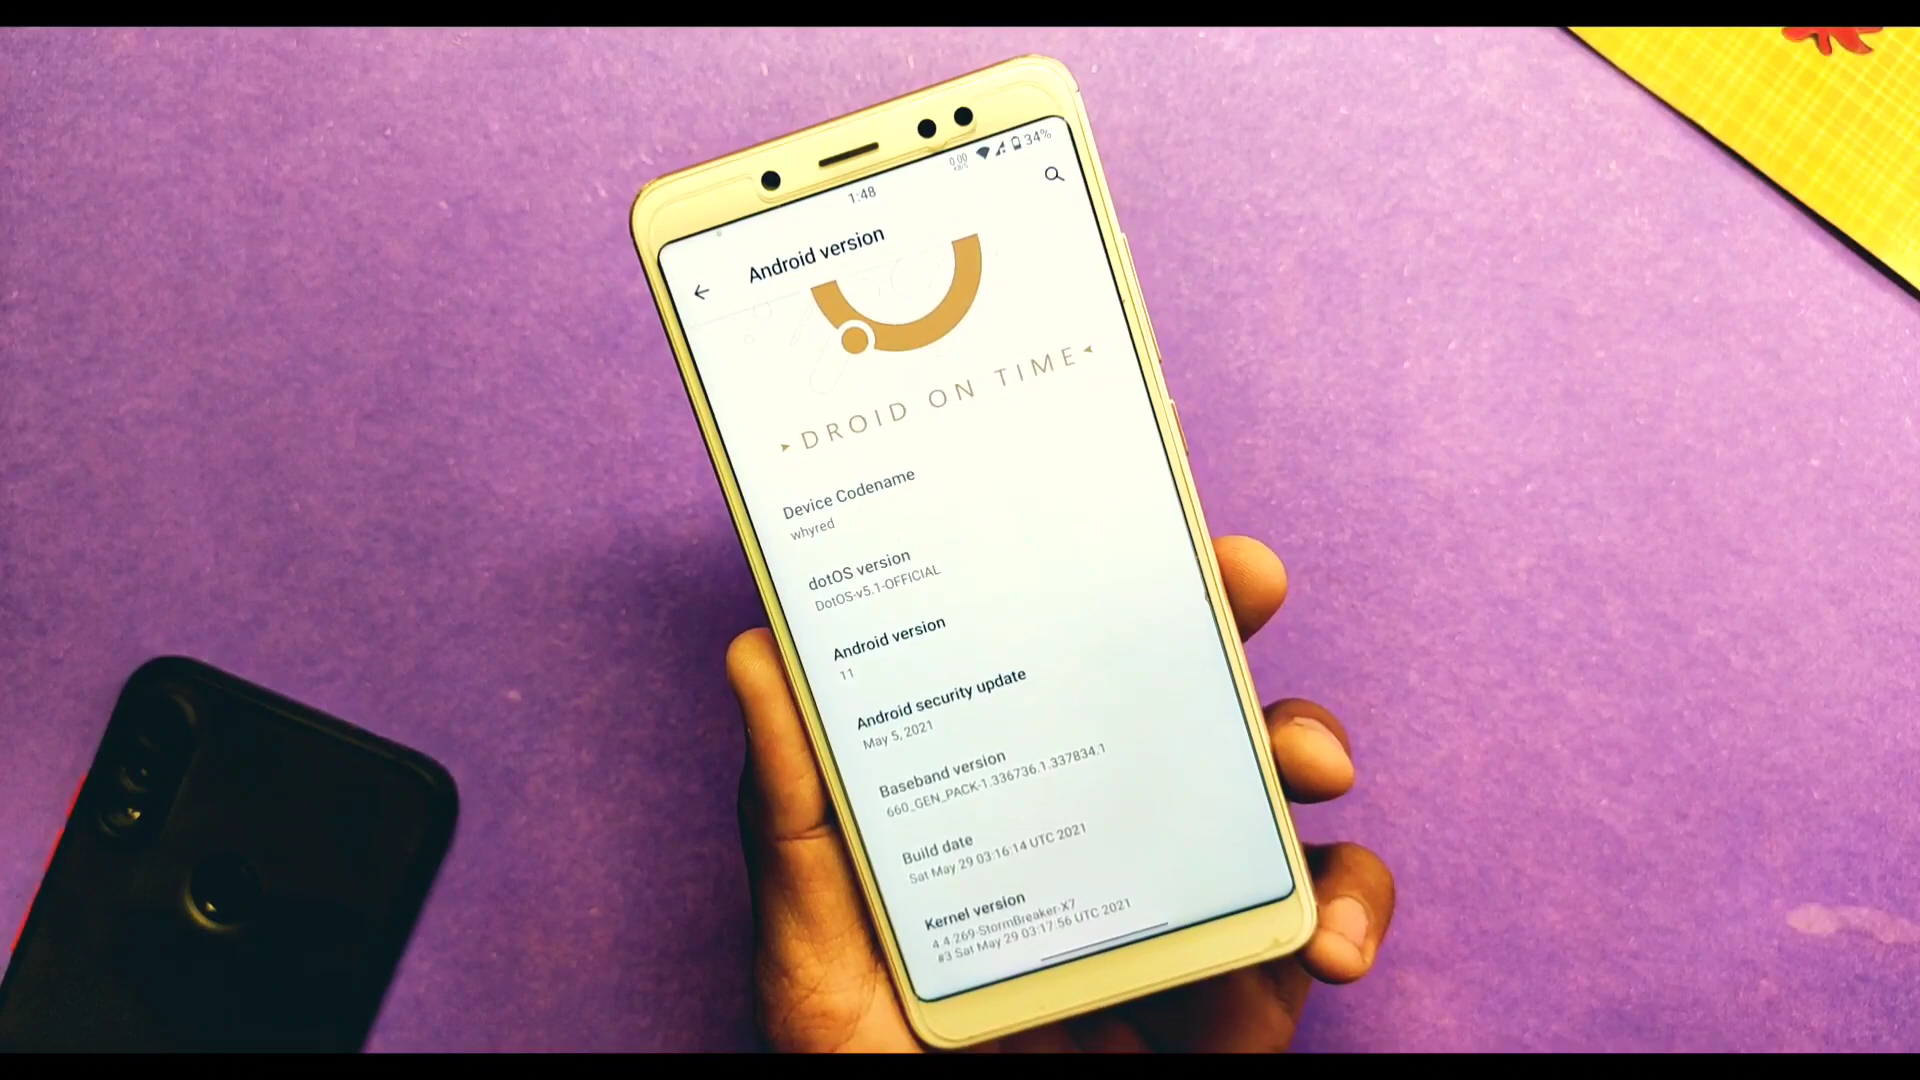 1:48
0.00
KB/S
34%
Android version
DROID ON TIME
Device Codename
whyred
dotOS version
DotOS-v5.1-OFFICIAL
Android version
11
Android security update
May 5, 2021
Baseband version
660_GEN_PACK-1.336736.1.337834.1
Build date
Sat May 29 03:16:14 UTC 2021
Kernel version
4.4.269-StormBreaker-X7
#3 Sat May 29 03:17:56 UTC 2021